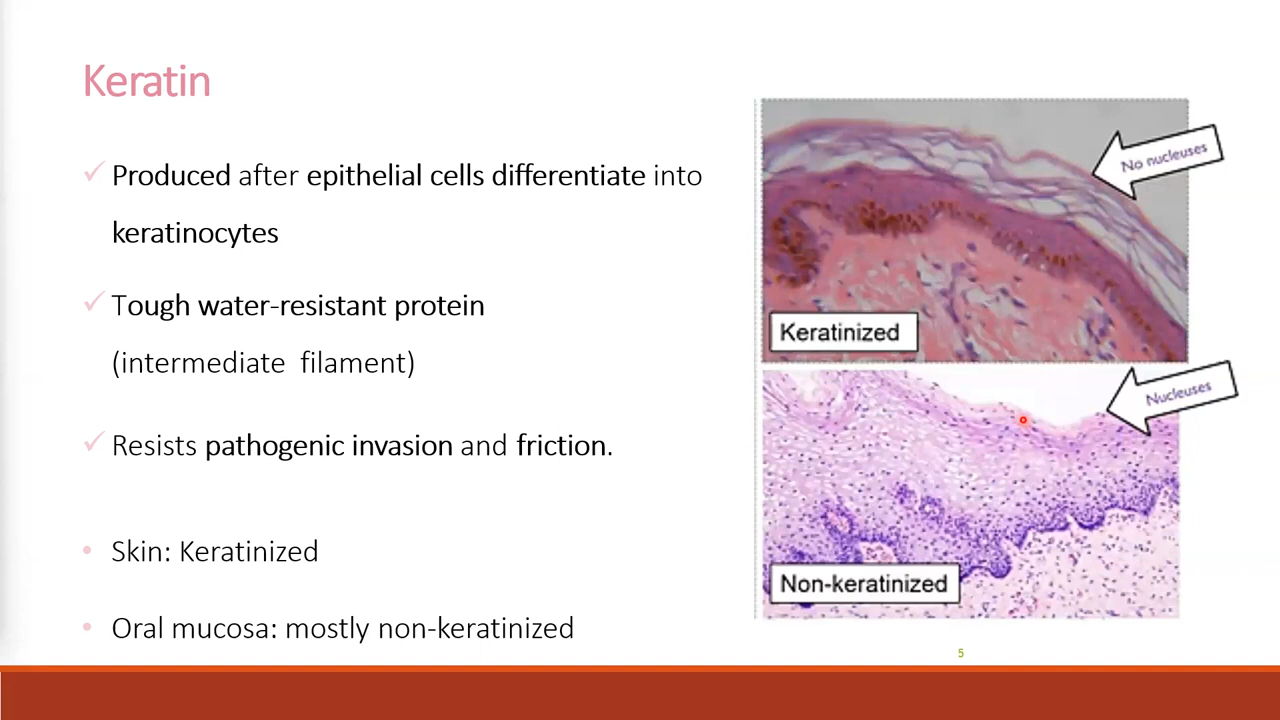 Keratin
Produced after epithelial cells differentiate into
keratinocytes
Tough water-resistant protein
(intermediate filament)
Resists pathogenic invasion and friction.
Skin: Keratinized
Oral mucosa: mostly non-keratinized
No nucleuses
Keratinized
Nucleuses
Non-keratinized
5